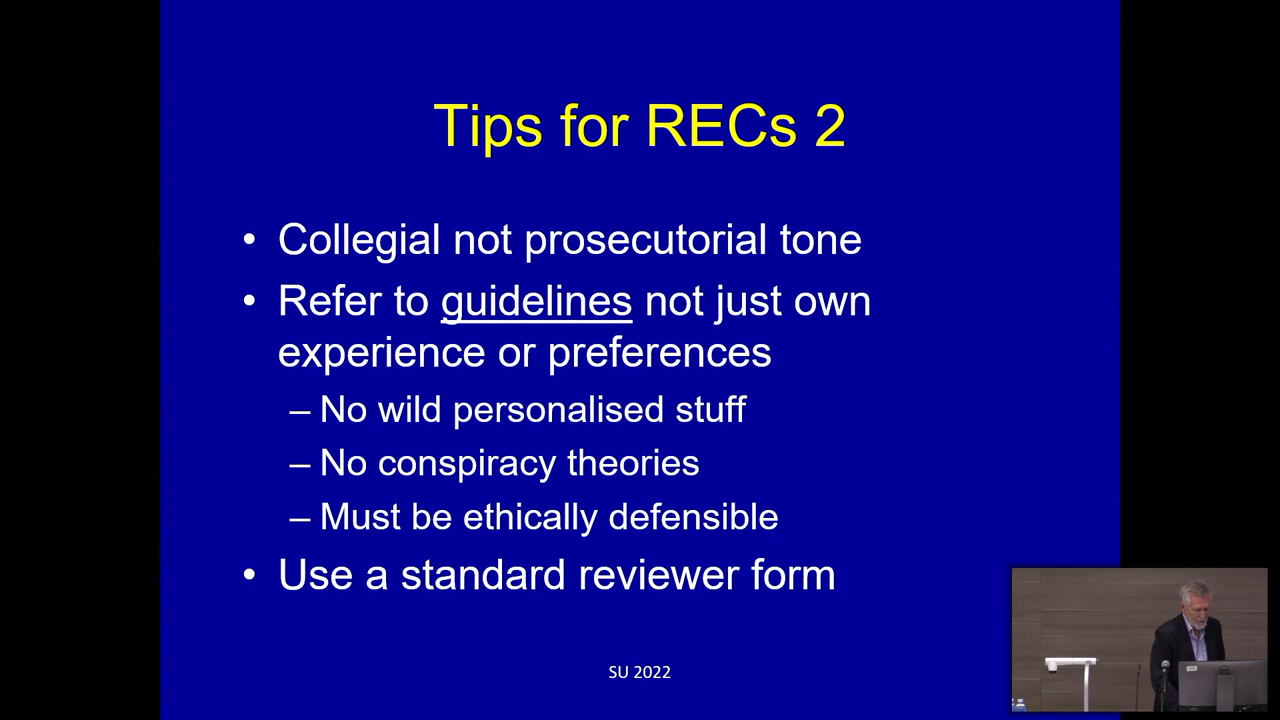 Tips for RECs 2
• Collegial not prosecutorial tone
• Refer to guidelines not just own
experience or preferences
– No wild personalised stuff
– No conspiracy theories
– Must be ethically defensible
• Use a standard reviewer form
SU 2022